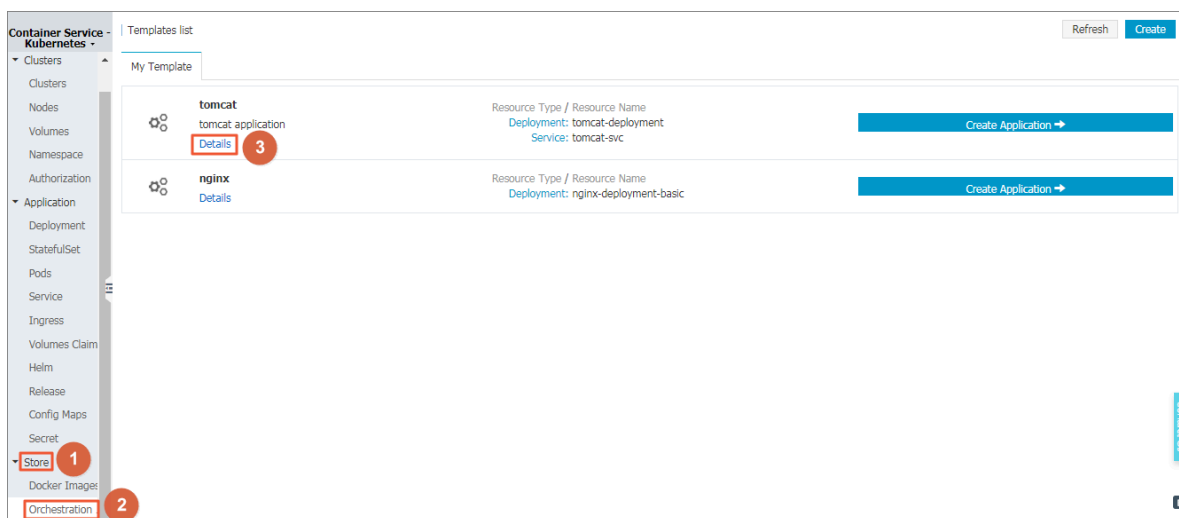 Container Service -
Kubernetes
Clusters
Clusters
Nodes
Volumes
Namespace
Authorization
Application
Deployment
StatefulSet
Pods
Service
Ingress
Volumes Claim
Helm
Release
Config Maps
Secret
Store 1
Docker Images
Orchestration 2
Templates list
Refresh Create
My Template
tomcat
tomcat application
Details 3
Resource Type / Resource Name
Deployment: tomcat-deployment
Service: tomcat-svc
Create Application
nginx
Details
Resource Type / Resource Name
Deployment: nginx-deployment-basic
Create Application